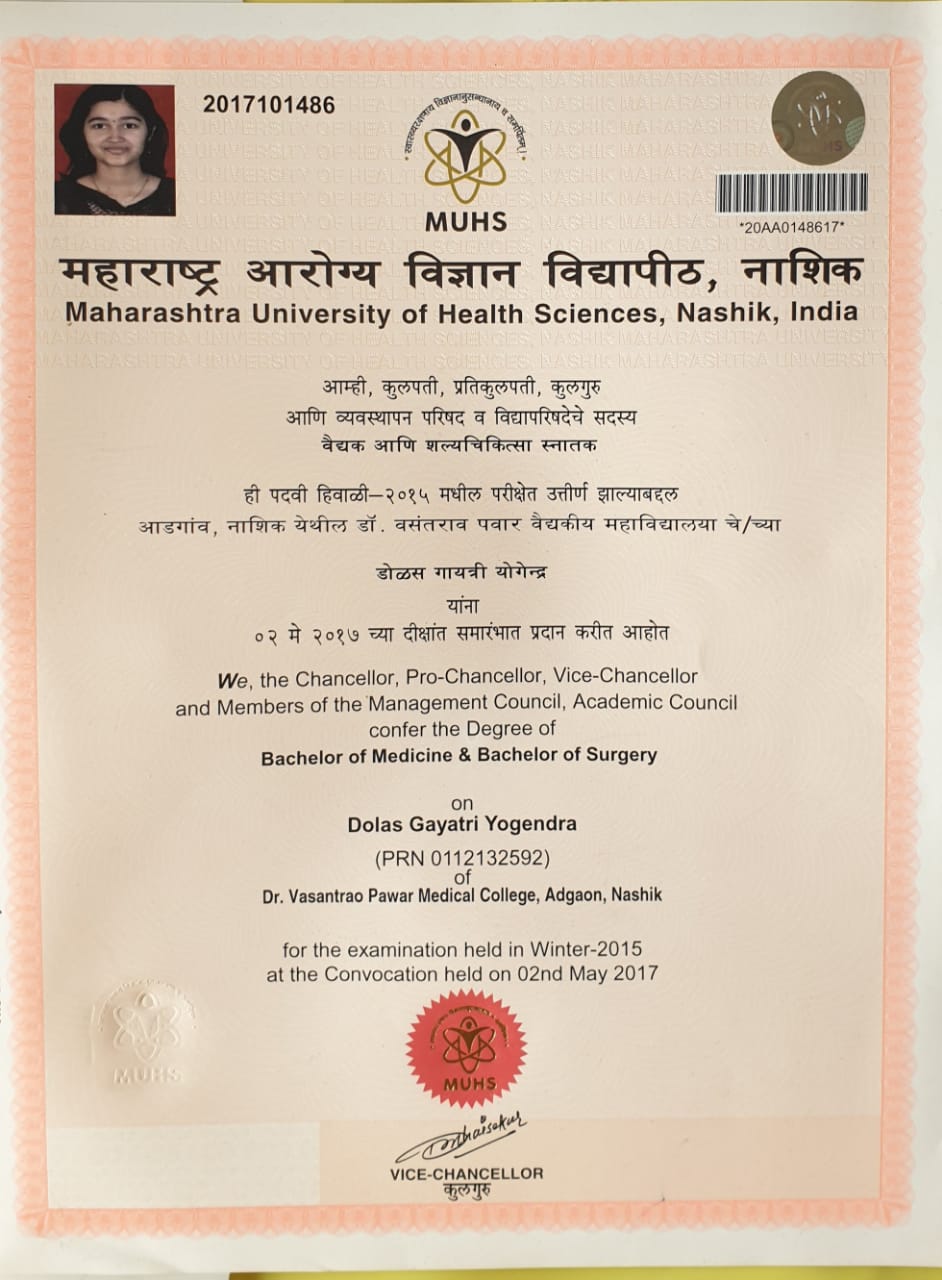 2017101486
स्वास्थ्यरक्षणाय विज्ञानानुसन्धानाय च समर्पितम्।
MUHS
*20AA0148617*
महाराष्ट्र आरोग्य विज्ञान विद्यापीठ, नाशिक
Maharashtra University of Health Sciences, Nashik, India
आम्ही, कुलपती, प्रतिकुलपती, कुलगुरु
आणि व्यवस्थापन परिषद व विद्यापरिषदेचे सदस्य
वैद्यक आणि शल्यचिकित्सा स्नातक
ही पदवी हिवाळी–२०१५ मधील परीक्षेत उत्तीर्ण झाल्याबद्दल
आडगांव, नाशिक येथील डॉ. वसंतराव पवार वैद्यकीय महाविद्यालया चे/च्या
डोळस गायत्री योगेन्द्र
यांना
०२ मे २०१७ च्या दीक्षांत समारंभात प्रदान करीत आहोत
We, the Chancellor, Pro-Chancellor, Vice-Chancellor
and Members of the Management Council, Academic Council
confer the Degree of
Bachelor of Medicine & Bachelor of Surgery
on
Dolas Gayatri Yogendra
(PRN 0112132592)
of
Dr. Vasantrao Pawar Medical College, Adgaon, Nashik
for the examination held in Winter-2015
at the Convocation held on 02nd May 2017
MUHS
MUHS
VICE-CHANCELLOR
कुलगुरु